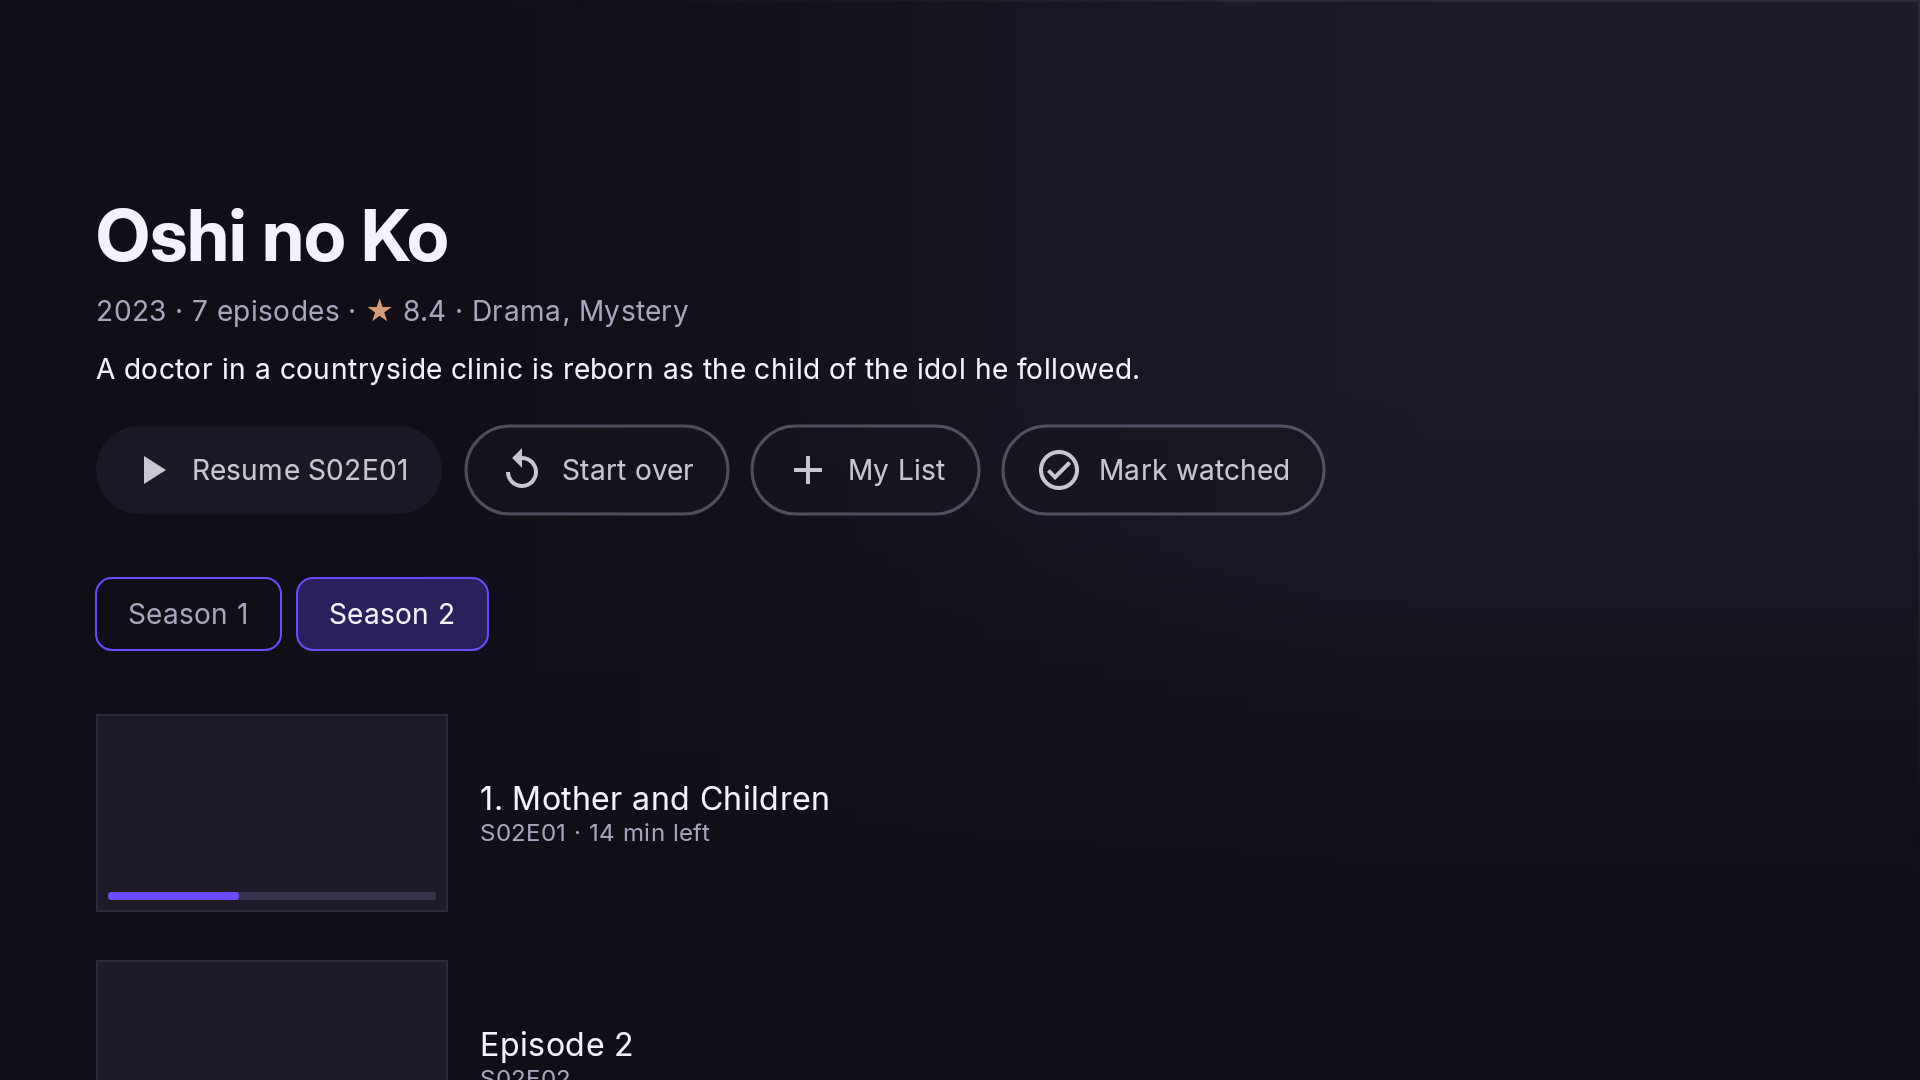 Oshi no Ko
2023 · 7 episodes · ★ 8.4 · Drama, Mystery
A doctor in a countryside clinic is reborn as the child of the idol he followed.
Resume S02E01 Start over My List Mark watched
Season 1 Season 2
1. Mother and Children
S02E01 · 14 min left
Episode 2
S02E02